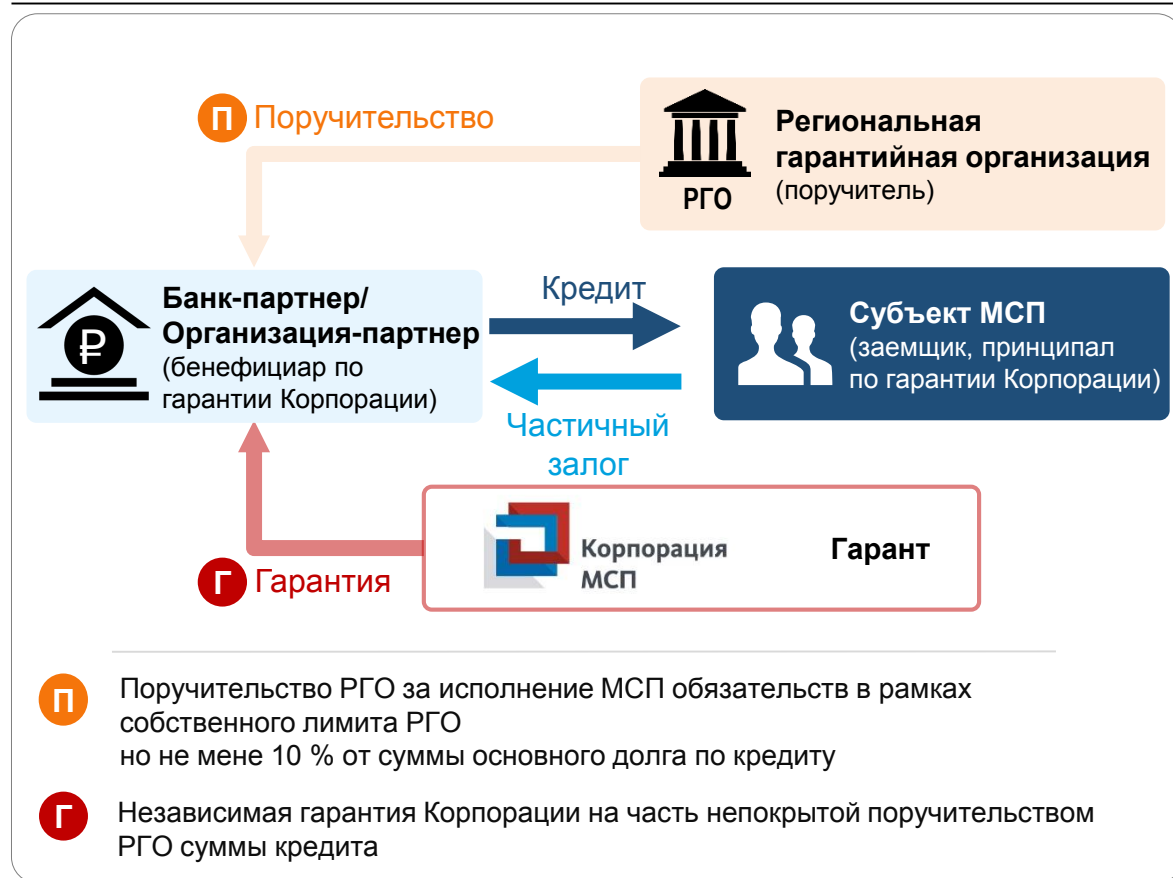 П Поручительство
РГО
Региональная
гарантийная организация
(поручитель)
₽
Банк-партнер/
Организация-партнер
(бенефициар по
гарантии Корпорации)
Кредит
Частичный
залог
Субъект МСП
(заемщик, принципал
по гарантии Корпорации)
Корпорация
МСП
Гарант
Г Гарантия
П
Поручительство РГО за исполнение МСП обязательств в рамках
собственного лимита РГО
но не мене 10 % от суммы основного долга по кредиту
Г
Независимая гарантия Корпорации на часть непокрытой поручительством
РГО суммы кредита